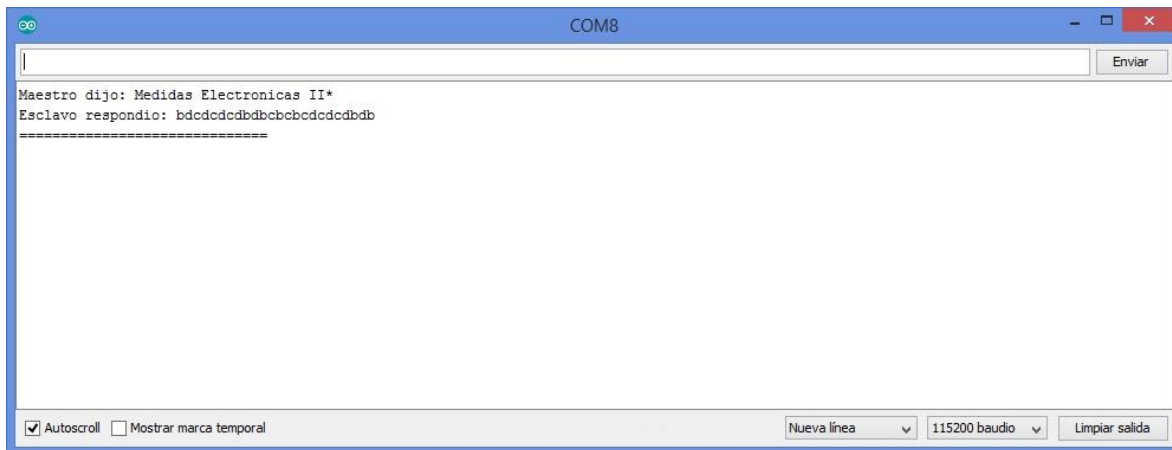 COM8
Enviar
Maestro dijo: Medidas Electronicas II*
Esclavo respondio: bdcdcdcdbdbcbcbcdcdcdbdb
==============================
Autoscroll Mostrar marca temporal Nueva línea 115200 baudio Limpiar salida